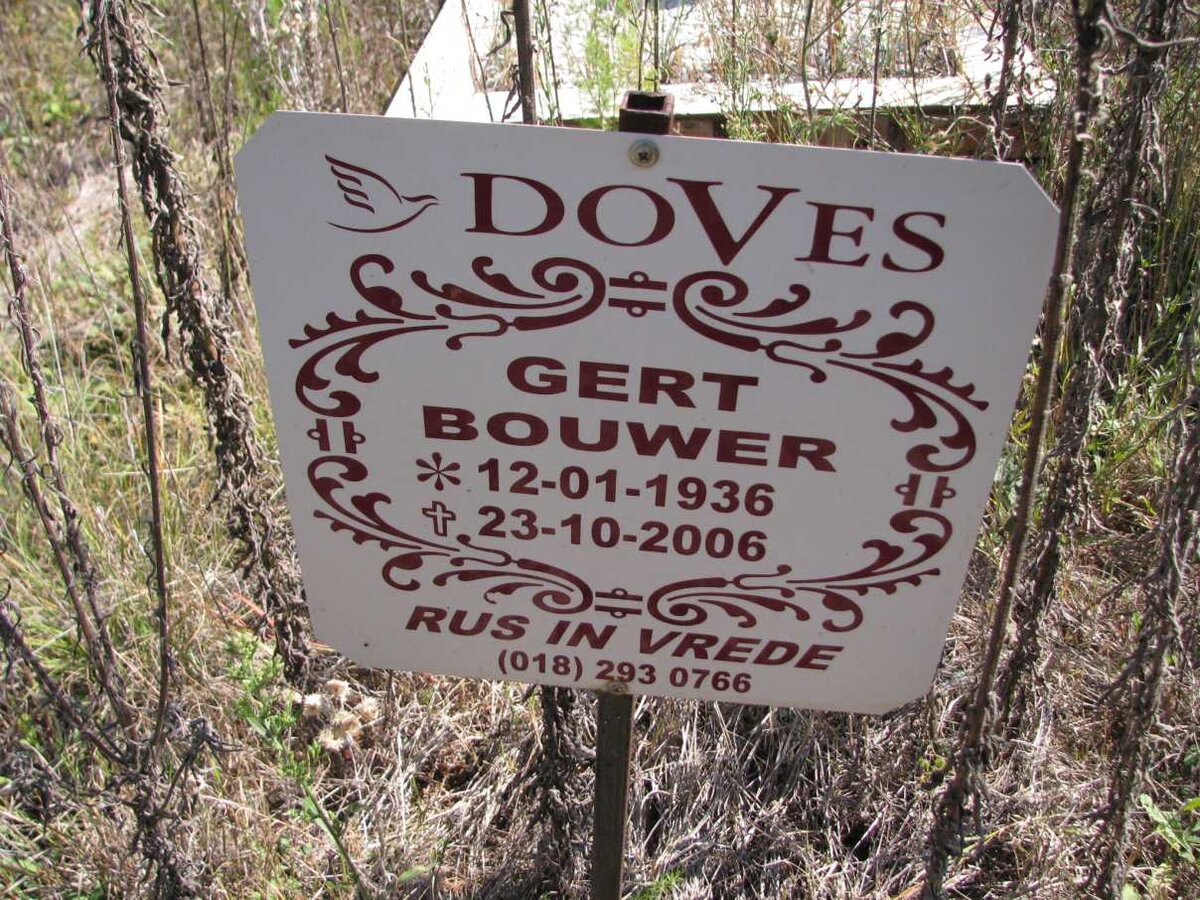 DOVES
GERT
BOUWER
* 12-01-1936
✝ 23-10-2006
RUS IN VREDE
(018) 293 0766